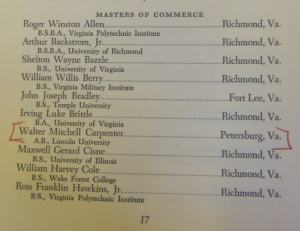 MASTERS OF COMMERCE
Roger Winston Allen Richmond, Va.
B.S.B.A., Virginia Polytechnic Institute
Arthur Backstrom, Jr. Richmond, Va.
B.S.B.A., University of Richmond
Shelton Wayne Bazzle Richmond, Va.
B.S., University of Virginia
William Willis Berry Richmond, Va.
B.S., Virginia Military Institute
John Joseph Bradley Fort Lee, Va.
B.S., Temple University
Irving Luke Brittle Richmond, Va.
B.A., University of Virginia
Walter Mitchell Carpenter Petersburg, Va.
A.B., Lincoln University
Maxwell Gerard Cisne Richmond, Va.
B.S., University of Illinois
William Harvey Cole Richmond, Va.
B.S., Wake Forest College
Ross Franklin Hawkins, Jr. Richmond, Va.
B.S., Virginia Polytechnic Institute
17